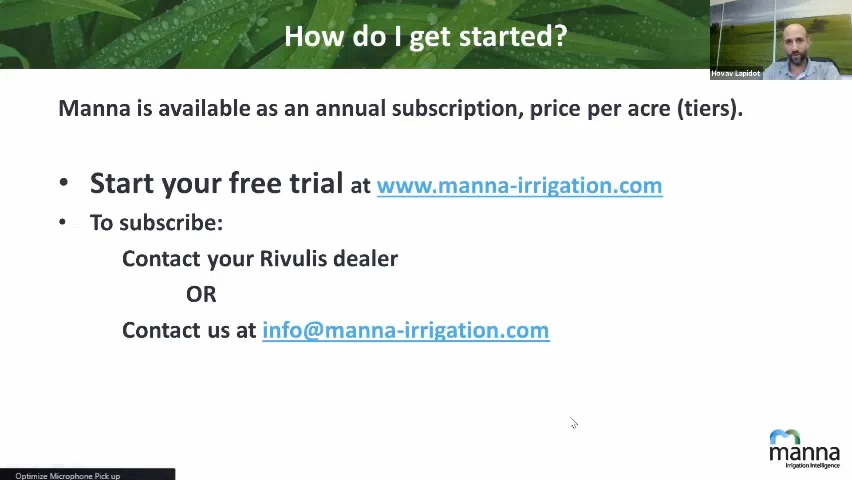 How do I get started?
Hovav Lapidot
Manna is available as an annual subscription, price per acre (tiers).
• Start your free trial at www.manna-irrigation.com
• To subscribe:
Contact your Rivulis dealer
OR
Contact us at info@manna-irrigation.com
manna
Irrigation Intelligence
Optimize Microphone Pick up